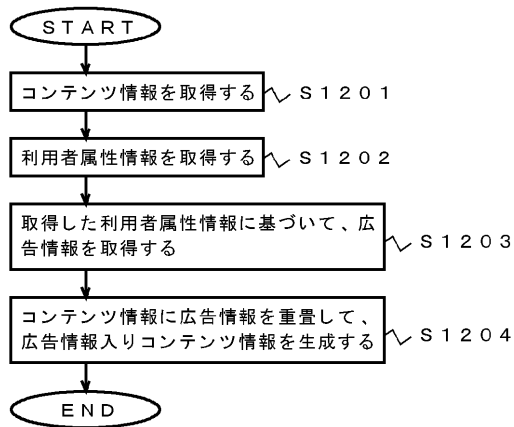 ＳＴＡＲＴ
コンテンツ情報を取得する
Ｓ１２０１
利用者属性情報を取得する
Ｓ１２０２
取得した利用者属性情報に基づいて、広
告情報を取得する
Ｓ１２０３
コンテンツ情報に広告情報を重畳して、
広告情報入りコンテンツ情報を生成する
Ｓ１２０４
ＥＮＤ